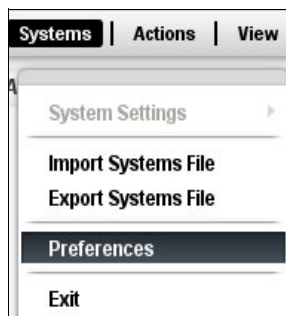 Systems | Actions | View
A
System Settings
Import Systems File
Export Systems File
Preferences
Exit